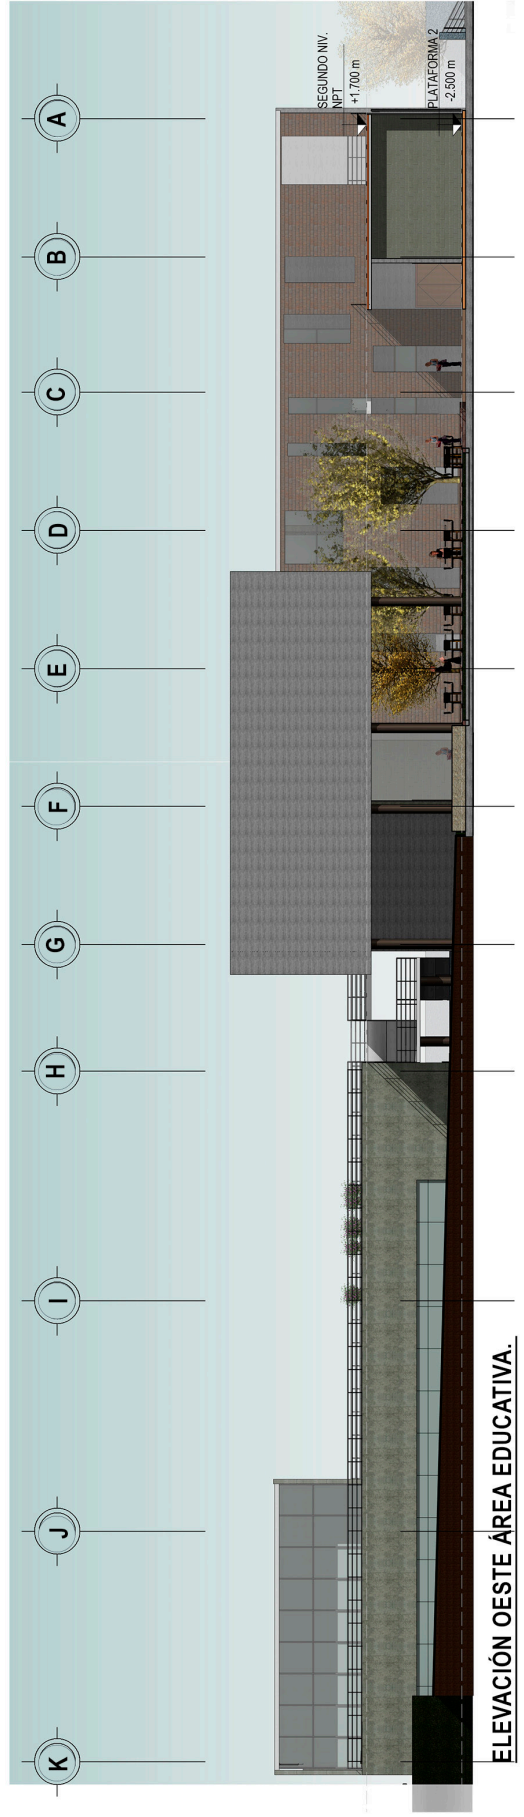 K
J
I
H
G
F
E
D
C
B
A
SEGUNDO NIV.
NPT
+1.700 m
PLATAFORMA 2
-2.500 m
ELEVACIÓN OESTE ÁREA EDUCATIVA.